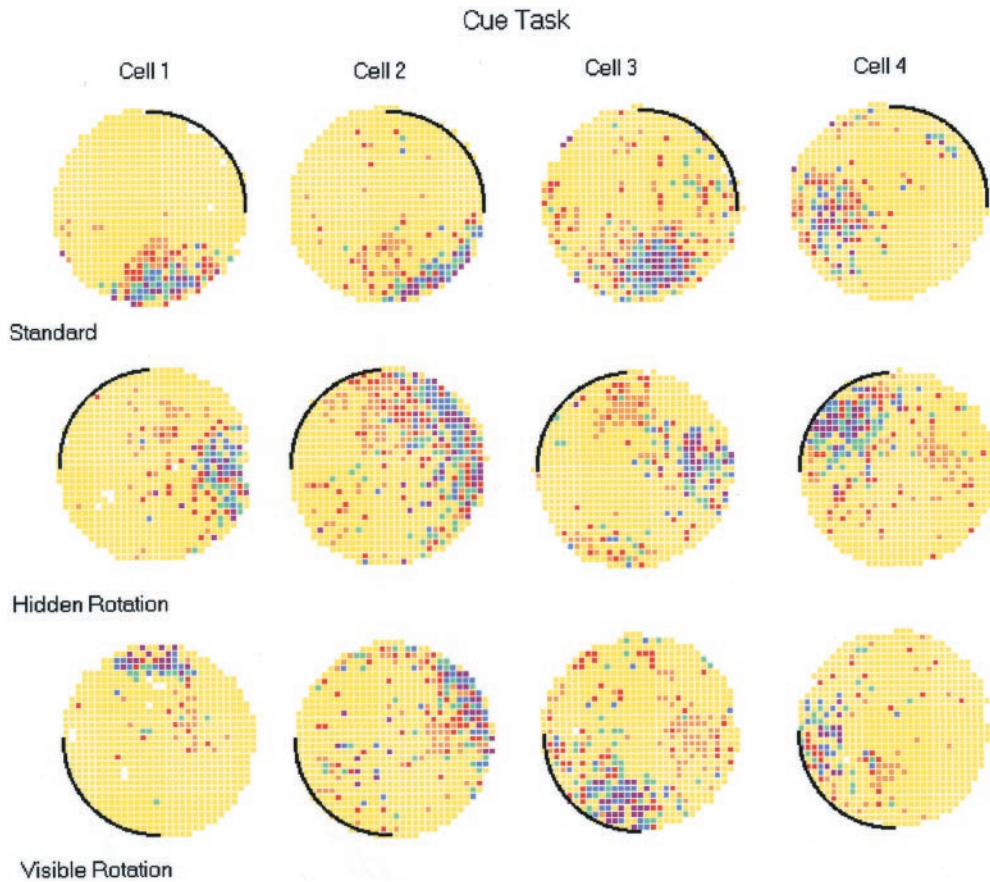 Cue Task
Cell 1 Cell 2 Cell 3 Cell 4
Standard
Hidden Rotation
Visible Rotation